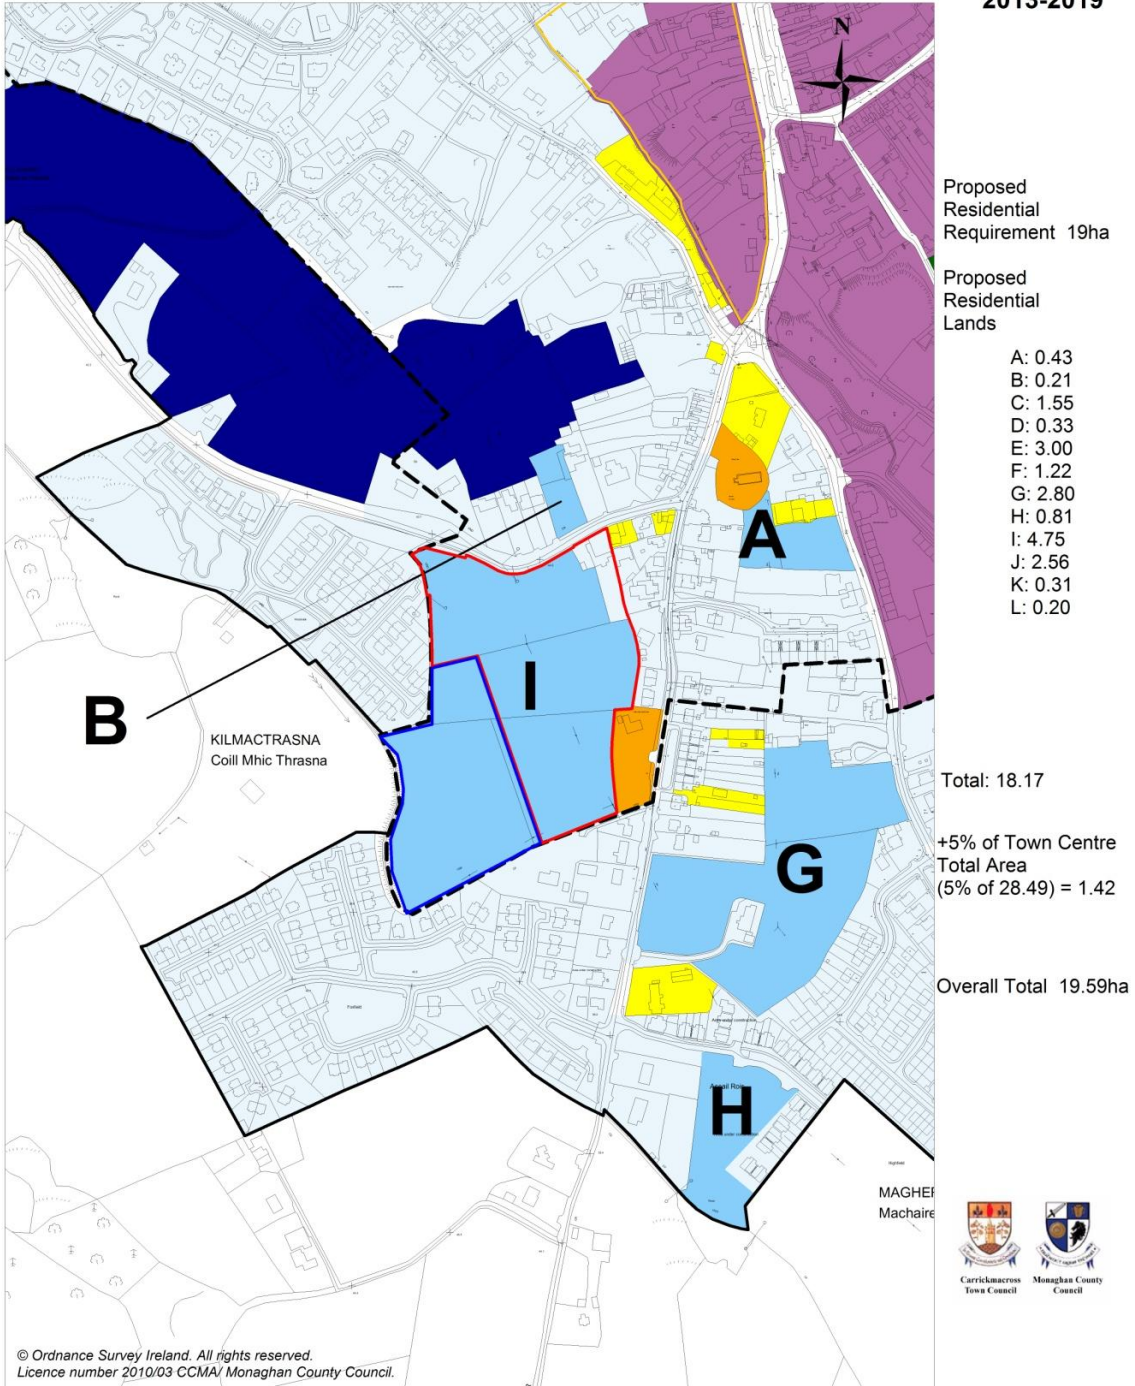 2013-2019
N
Proposed
Residential
Requirement 19ha
Proposed
Residential
Lands
A: 0.43
B: 0.21
C: 1.55
D: 0.33
E: 3.00
F: 1.22
G: 2.80
H: 0.81
I: 4.75
J: 2.56
K: 0.31
L: 0.20
A
I
B
KILMACTRASNA
Coill Mhic Thrasna
Total: 18.17
+5% of Town Centre
Total Area
(5% of 28.49) = 1.42
G
Overall Total 19.59ha
H
MAGHE
Machaire
Carrickmacross
Town Council
Monaghan County
Council
© Ordnance Survey Ireland. All rights reserved.
Licence number 2010/03 CCMA/ Monaghan County Council.